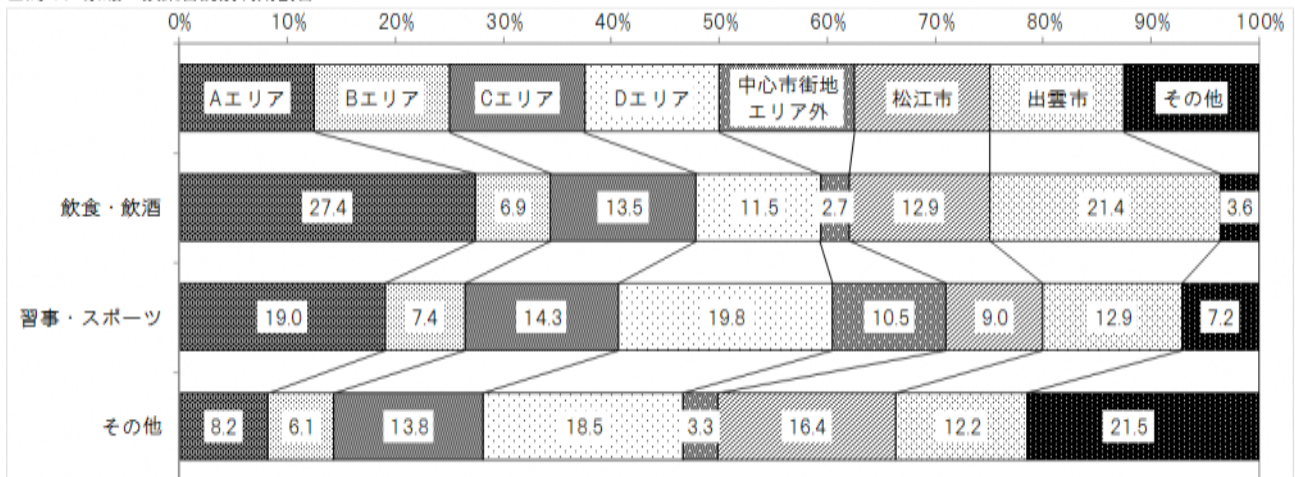 0% 10% 20% 30% 40% 50% 60% 70% 80% 90% 100%
Aエリア Bエリア Cエリア Dエリア 中心市街地 松江市 出雲市 その他
エリア外
飲食・飲酒 27.4 6.9 13.5 11.5 2.7 12.9 21.4 3.6
習事・スポーツ 19.0 7.4 14.3 19.8 10.5 9.0 12.9 7.2
その他 8.2 6.1 13.8 18.5 3.3 16.4 12.2 21.5